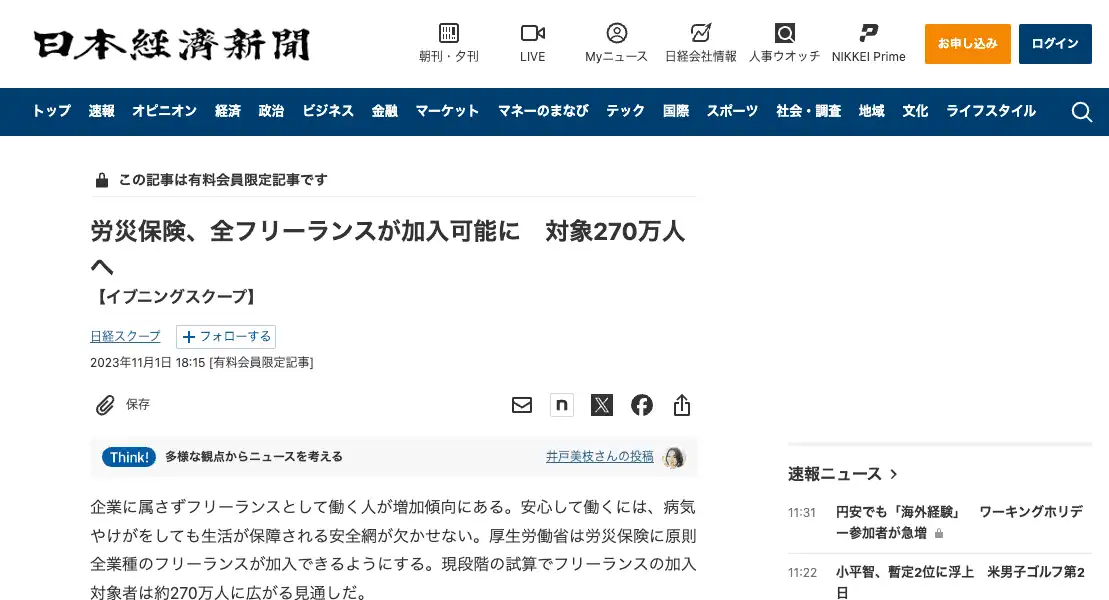 日本経済新聞
朝刊・夕刊
LIVE
Myニュース
日経会社情報
人事ウオッチ
NIKKEI Prime
お申し込み
ログイン
トップ 速報 オピニオン 経済 政治 ビジネス 金融 マーケット マネーのまなび テック 国際 スポーツ 社会・調査 地域 文化 ライフスタイル
この記事は有料会員限定記事です
労災保険、全フリーランスが加入可能に　対象270万人
へ
【イブニングスクープ】
日経スクープ
+ フォローする
2023年11月1日 18:15 [有料会員限定記事]
保存
Think!
多様な観点からニュースを考える
井戸美枝さんの投稿
企業に属さずフリーランスとして働く人が増加傾向にある。安心して働くには、病気
やけがをしても生活が保障される安全網が欠かせない。厚生労働省は労災保険に原則
全業種のフリーランスが加入できるようにする。現段階の試算でフリーランスの加入
対象者は約270万人に広がる見通しだ。
速報ニュース
11:31 円安でも「海外経験」　ワーキングホリデ
ー参加者が急増
11:22 小平智、暫定2位に浮上　米男子ゴルフ第2
日